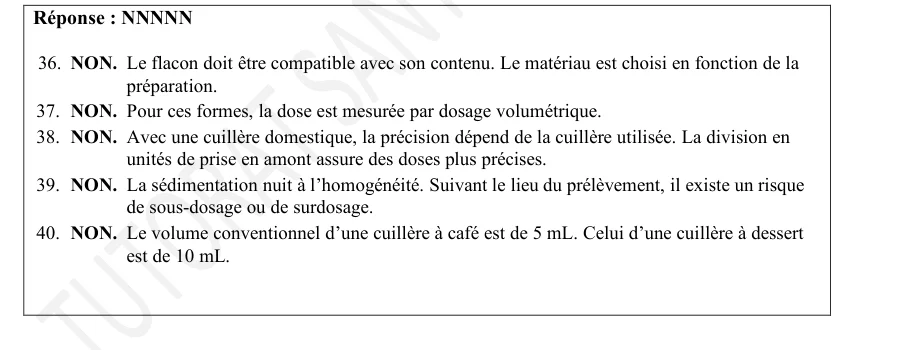 Réponse : NNNNN
36. NON. Le flacon doit être compatible avec son contenu. Le matériau est choisi en fonction de la
préparation.
37. NON. Pour ces formes, la dose est mesurée par dosage volumétrique.
38. NON. Avec une cuillère domestique, la précision dépend de la cuillère utilisée. La division en
unités de prise en amont assure des doses plus précises.
39. NON. La sédimentation nuit à l’homogénéité. Suivant le lieu du prélèvement, il existe un risque
de sous-dosage ou de surdosage.
40. NON. Le volume conventionnel d’une cuillère à café est de 5 mL. Celui d’une cuillère à dessert
est de 10 mL.
TUTORAT SANT